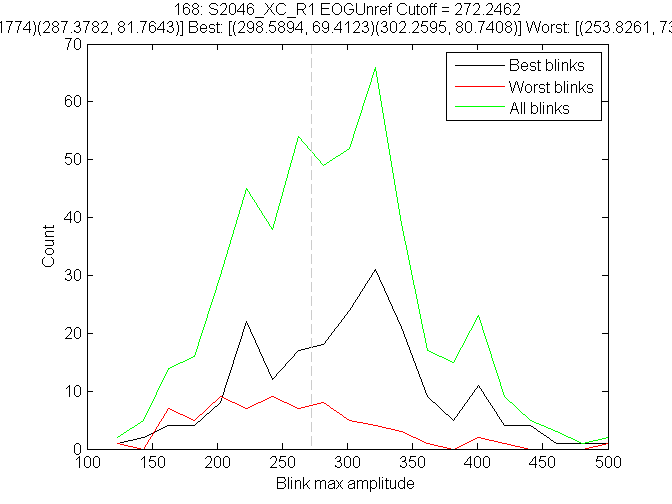 168: S2046_XC_R1 EOGUnref Cutoff = 272.2462
1774)(287.3782, 81.7643)] Best: [(298.5894, 69.4123)(302.2595, 80.7408)] Worst: [(253.8261, 73
70
60
50
40
30
20
10
0
Count
Best blinks
Worst blinks
All blinks
100 150 200 250 300 350 400 450 500
Blink max amplitude